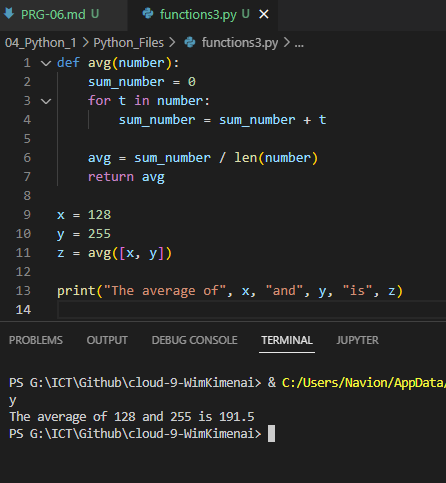 PRG-06.md U functions3.py U X
04_Python_1 > Python_Files > functions3.py > ...
1 def avg(number):
2 sum_number = 0
3 for t in number:
4 sum_number = sum_number + t
5
6 avg = sum_number / len(number)
7 return avg
8
9 x = 128
10 y = 255
11 z = avg([x, y])
12
13 print("The average of", x, "and", y, "is", z)
14
PROBLEMS OUTPUT DEBUG CONSOLE TERMINAL JUPYTER
PS G:\ICT\Github\cloud-9-WimKimenai> & C:/Users/Navion/AppData/
y
The average of 128 and 255 is 191.5
PS G:\ICT\Github\cloud-9-WimKimenai>